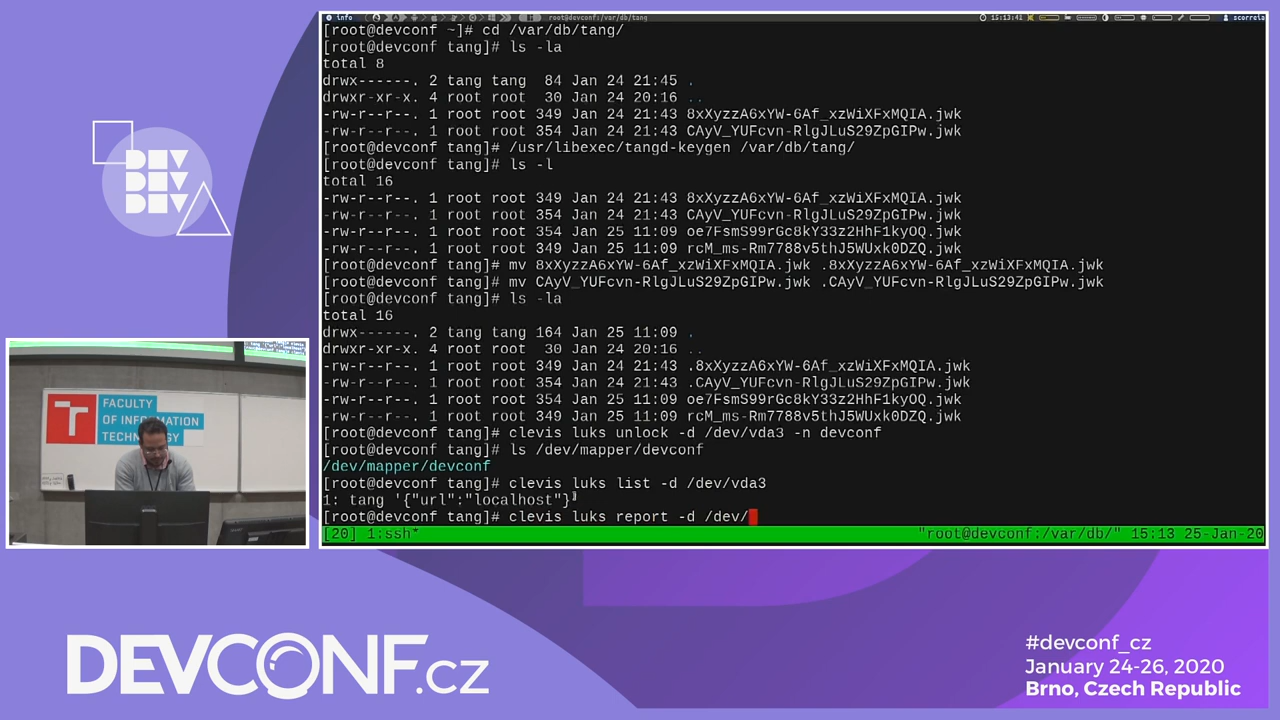 info
root@devconf:/var/db/tang
15:13:41
scorreia
[root@devconf ~]# cd /var/db/tang/
[root@devconf tang]# ls -la
total 8
drwx------. 2 tang tang  84 Jan 24 21:45 .
drwxr-xr-x. 4 root root  30 Jan 24 20:16 ..
-rw-r--r--. 1 root root 349 Jan 24 21:43 8xXyzzA6xYW-6Af_xzWiXFxMQIA.jwk
-rw-r--r--. 1 root root 354 Jan 24 21:43 CAyV_YUFcvn-RlgJLuS29ZpGIPw.jwk
[root@devconf tang]# /usr/libexec/tangd-keygen /var/db/tang/
[root@devconf tang]# ls -l
total 16
-rw-r--r--. 1 root root 349 Jan 24 21:43 8xXyzzA6xYW-6Af_xzWiXFxMQIA.jwk
-rw-r--r--. 1 root root 354 Jan 24 21:43 CAyV_YUFcvn-RlgJLuS29ZpGIPw.jwk
-rw-r--r--. 1 root root 354 Jan 25 11:09 oe7FsmS99rGc8kY33z2HhF1kyOQ.jwk
-rw-r--r--. 1 root root 349 Jan 25 11:09 rcM_ms-Rm7788v5thJ5WUxk0DZQ.jwk
[root@devconf tang]# mv 8xXyzzA6xYW-6Af_xzWiXFxMQIA.jwk .8xXyzzA6xYW-6Af_xzWiXFxMQIA.jwk
[root@devconf tang]# mv CAyV_YUFcvn-RlgJLuS29ZpGIPw.jwk .CAyV_YUFcvn-RlgJLuS29ZpGIPw.jwk
[root@devconf tang]# ls -la
total 16
drwx------. 2 tang tang 164 Jan 25 11:09 .
drwxr-xr-x. 4 root root  30 Jan 24 20:16 ..
-rw-r--r--. 1 root root 349 Jan 24 21:43 .8xXyzzA6xYW-6Af_xzWiXFxMQIA.jwk
-rw-r--r--. 1 root root 354 Jan 24 21:43 .CAyV_YUFcvn-RlgJLuS29ZpGIPw.jwk
-rw-r--r--. 1 root root 354 Jan 25 11:09 oe7FsmS99rGc8kY33z2HhF1kyOQ.jwk
-rw-r--r--. 1 root root 349 Jan 25 11:09 rcM_ms-Rm7788v5thJ5WUxk0DZQ.jwk
[root@devconf tang]# clevis luks unlock -d /dev/vda3 -n devconf
[root@devconf tang]# ls /dev/mapper/devconf
/dev/mapper/devconf
[root@devconf tang]# clevis luks list -d /dev/vda3
1: tang '{"url":"localhost"}'
[root@devconf tang]# clevis luks report -d /dev/
[20] 1:ssh*
"root@devconf:/var/db/" 15:13 25-Jan-20
DEV
DEV
DEV
FACULTY
OF INFORMATION
TECHNOLOGY
DEVCONF.cz
#devconf_cz
January 24-26, 2020
Brno, Czech Republic